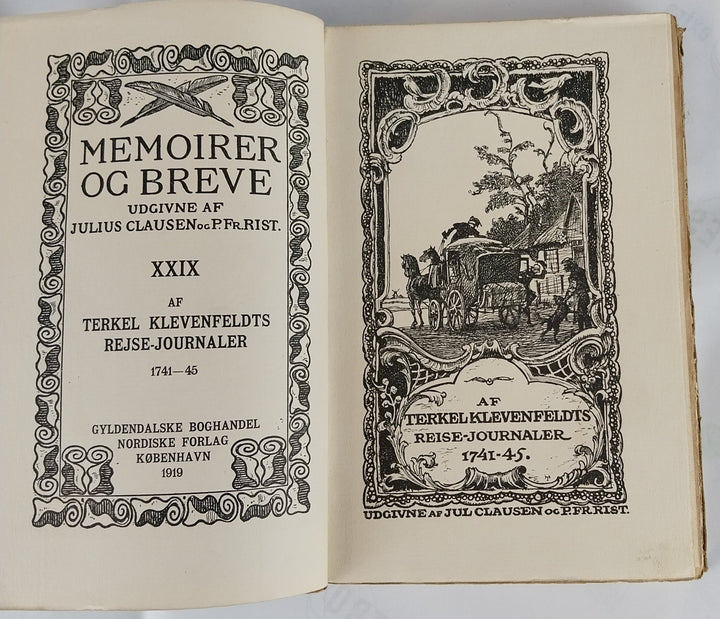 MEMOIRER
OG BREVE
UDGIVNE AF
JULIUS CLAUSEN OG P. FR. RIST.
XXIX
AF
TERKEL KLEVENFELDTS
REJSE-JOURNALER
1741—45
GYLDENDALSKE BOGHANDEL
NORDISKE FORLAG
KØBENHAVN
1919
AF
TERKEL KLEVENFELDTS
REISE-JOURNALER
1741-45.
UDGIVNE AF JUL CLAUSEN OG P. FR. RIST.